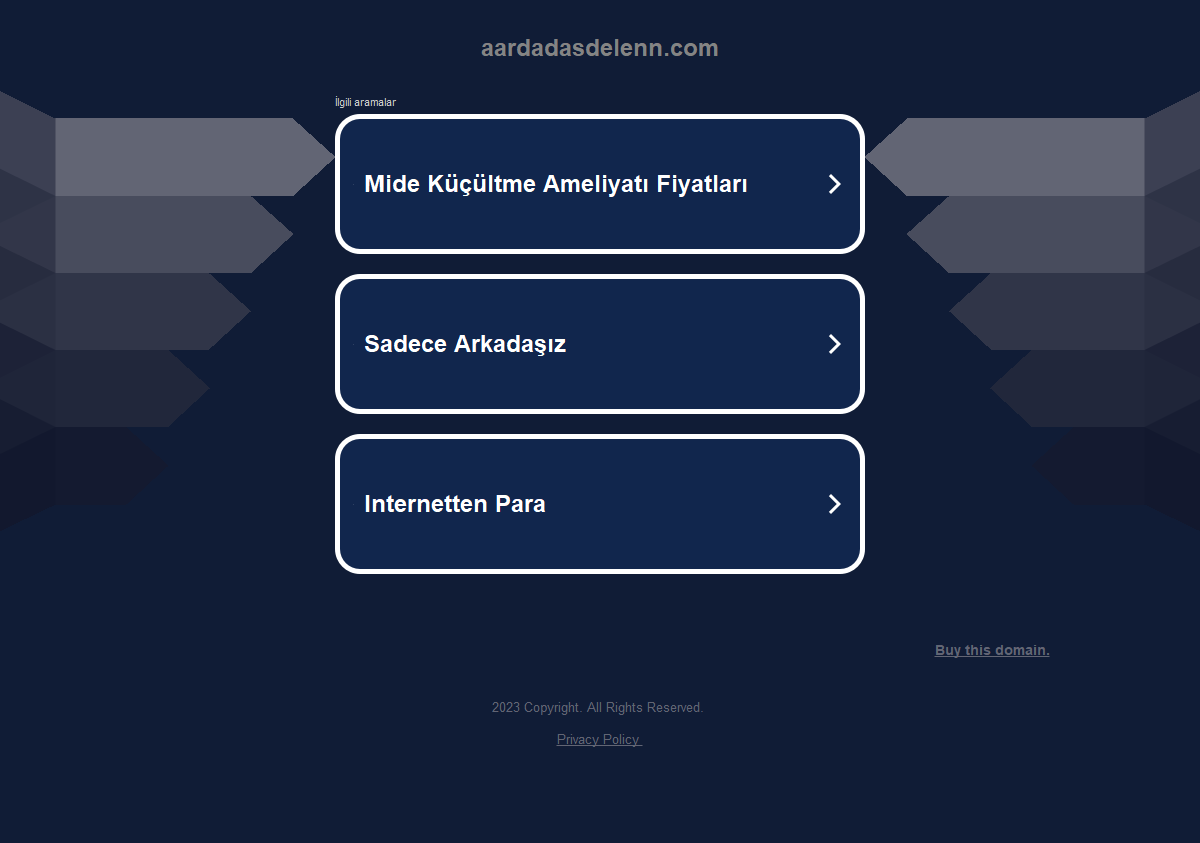 aardadasdelenn.com
İlgili aramalar
Mide Küçültme Ameliyatı Fiyatları
Sadece Arkadaşız
Internetten Para
Buy this domain.
2023 Copyright. All Rights Reserved.
Privacy Policy